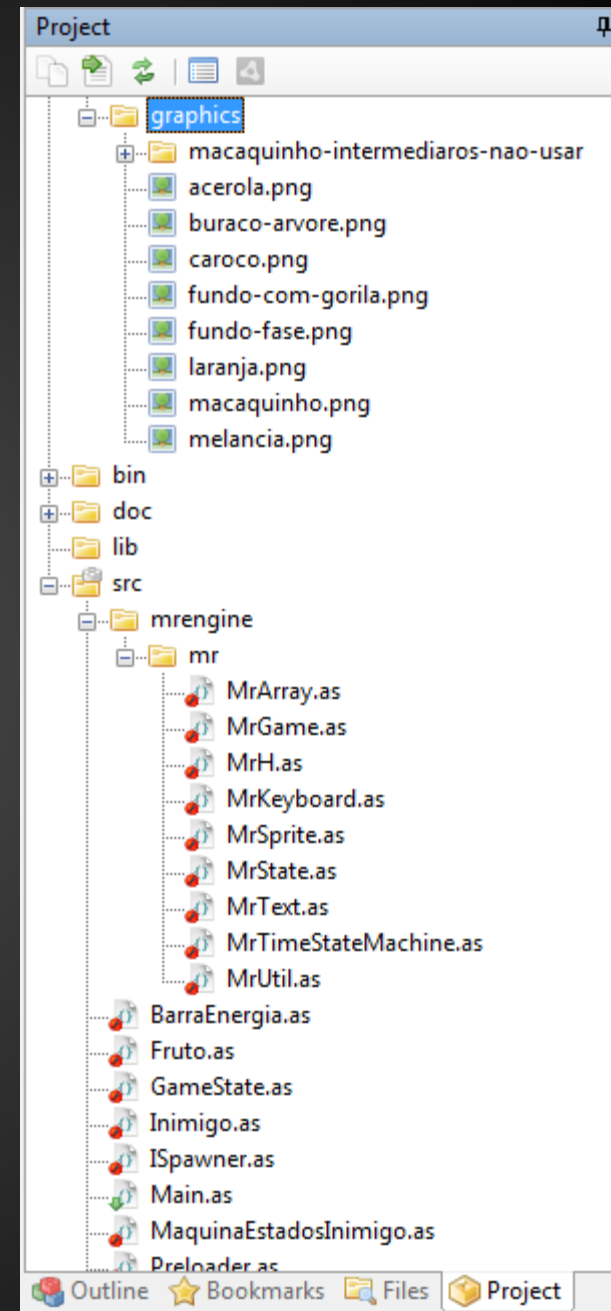 Project
graphics
macaquinho-intermediaros-nao-usar
acerola.png
buraco-arvore.png
caroco.png
fundo-com-gorila.png
fundo-fase.png
laranja.png
macaquinho.png
melancia.png
bin
doc
lib
src
mrengine
mr
MrArray.as
MrGame.as
MrH.as
MrKeyboard.as
MrSprite.as
MrState.as
MrText.as
MrTimeStateMachine.as
MrUtil.as
BarraEnergia.as
Fruto.as
GameState.as
Inimigo.as
ISpawner.as
Main.as
MaquinaEstadosInimigo.as
Preloader.as
Outline Bookmarks Files Project